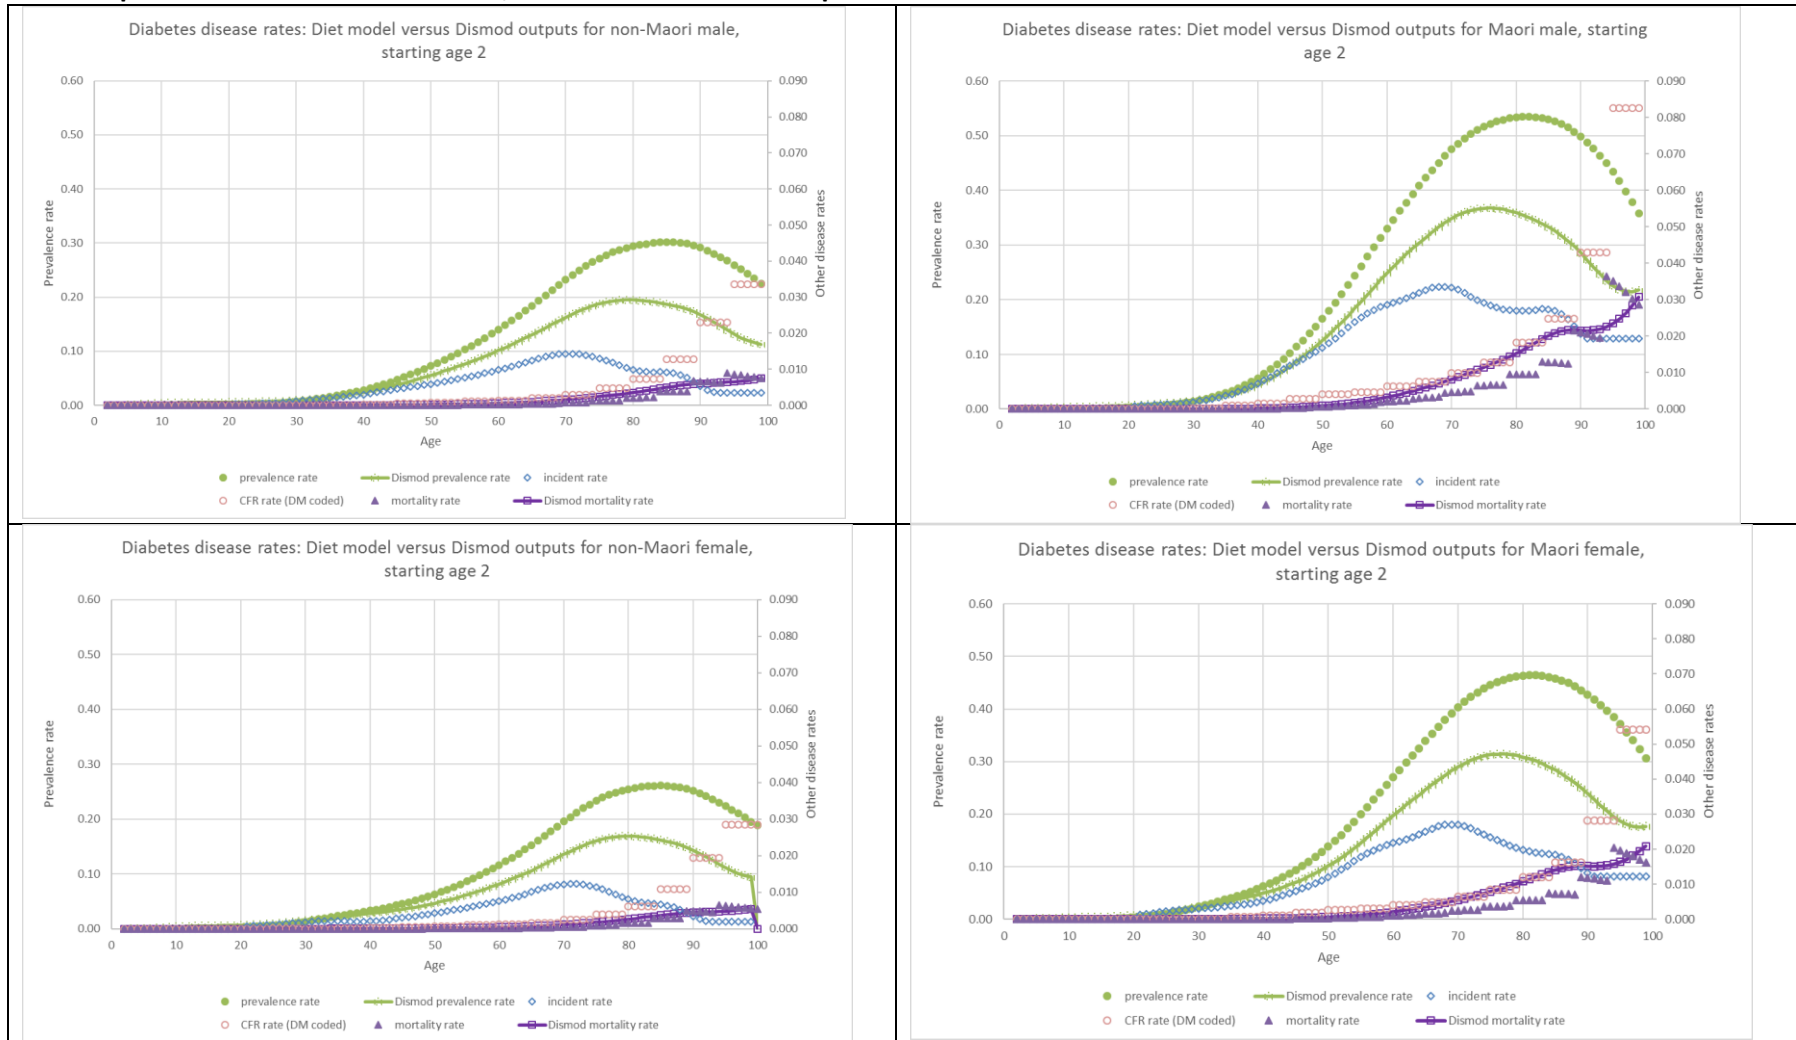 Diabetes disease rates: Diet model versus Dismod outputs for non-Maori male,
starting age 2
0.60
0.50
0.40
0.30
0.20
0.10
0.00
Prevalence rate
0.090
0.080
0.070
0.060
0.050
0.040
0.030
0.020
0.010
0.000
Other disease rates
0 10 20 30 40 50 60 70 80 90 100
Age
prevalence rate Dismod prevalence rate incident rate
CFR rate (DM coded) mortality rate Dismod mortality rate
Diabetes disease rates: Diet model versus Dismod outputs for Maori male, starting
age 2
0.60
0.50
0.40
0.30
0.20
0.10
0.00
Prevalence rate
0.090
0.080
0.070
0.060
0.050
0.040
0.030
0.020
0.010
0.000
Other disease rates
0 10 20 30 40 50 60 70 80 90 100
Age
prevalence rate Dismod prevalence rate incident rate
CFR rate (DM coded) mortality rate Dismod mortality rate
Diabetes disease rates: Diet model versus Dismod outputs for non-Maori female,
starting age 2
0.60
0.50
0.40
0.30
0.20
0.10
0.00
Prevalence rate
0.090
0.080
0.070
0.060
0.050
0.040
0.030
0.020
0.010
0.000
Other disease rates
0 10 20 30 40 50 60 70 80 90 100
Age
prevalence rate Dismod prevalence rate incident rate
CFR rate (DM coded) mortality rate Dismod mortality rate
Diabetes disease rates: Diet model versus Dismod outputs for Maori female,
starting age 2
0.60
0.50
0.40
0.30
0.20
0.10
0.00
Prevalence rate
0.090
0.080
0.070
0.060
0.050
0.040
0.030
0.020
0.010
0.000
Other disease rates
0 10 20 30 40 50 60 70 80 90 100
Age
prevalence rate Dismod prevalence rate incident rate
CFR rate (DM coded) mortality rate Dismod mortality rate